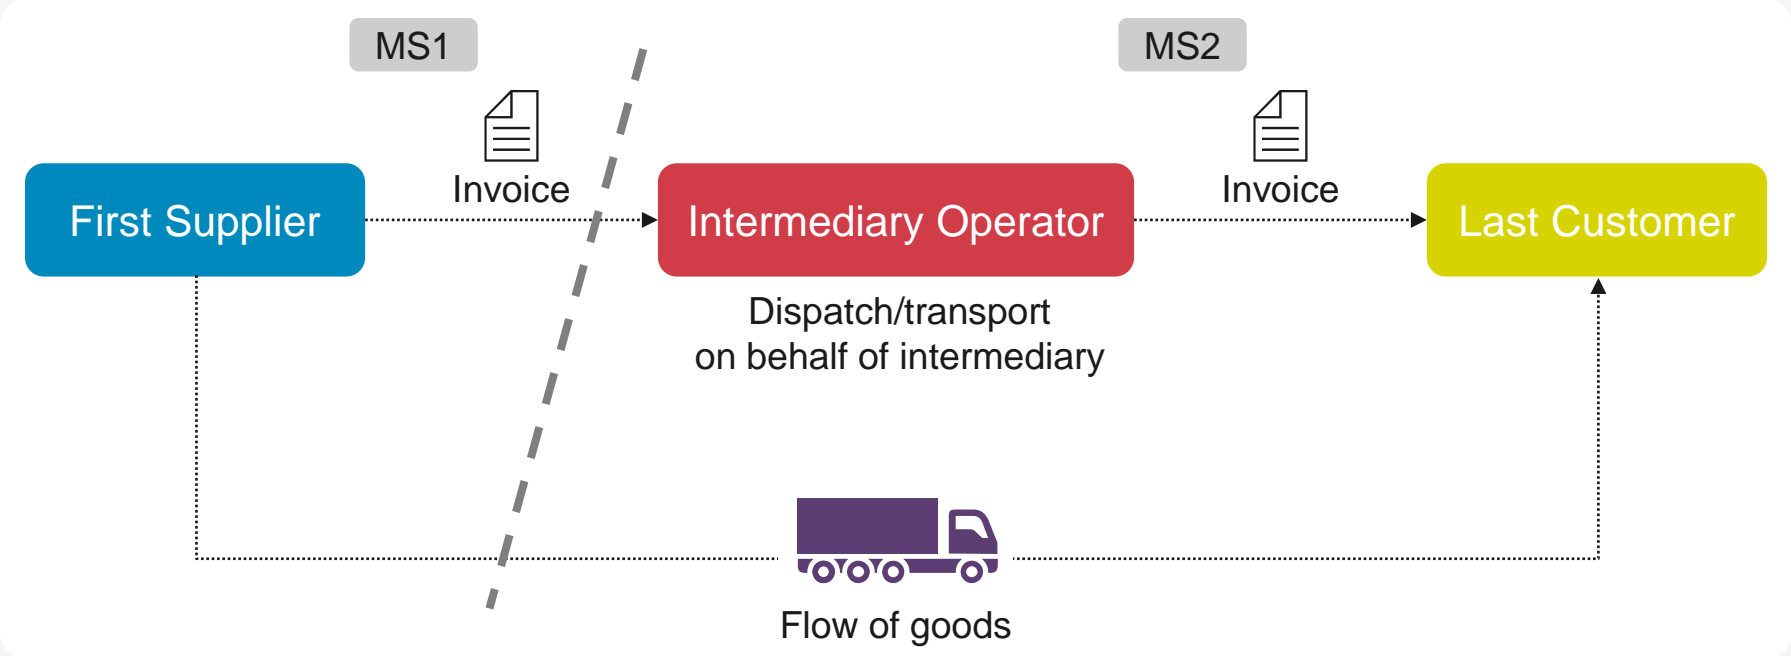 MS1
MS2
Invoice
Invoice
First Supplier
Intermediary Operator
Last Customer
Dispatch/transport
on behalf of intermediary
Flow of goods